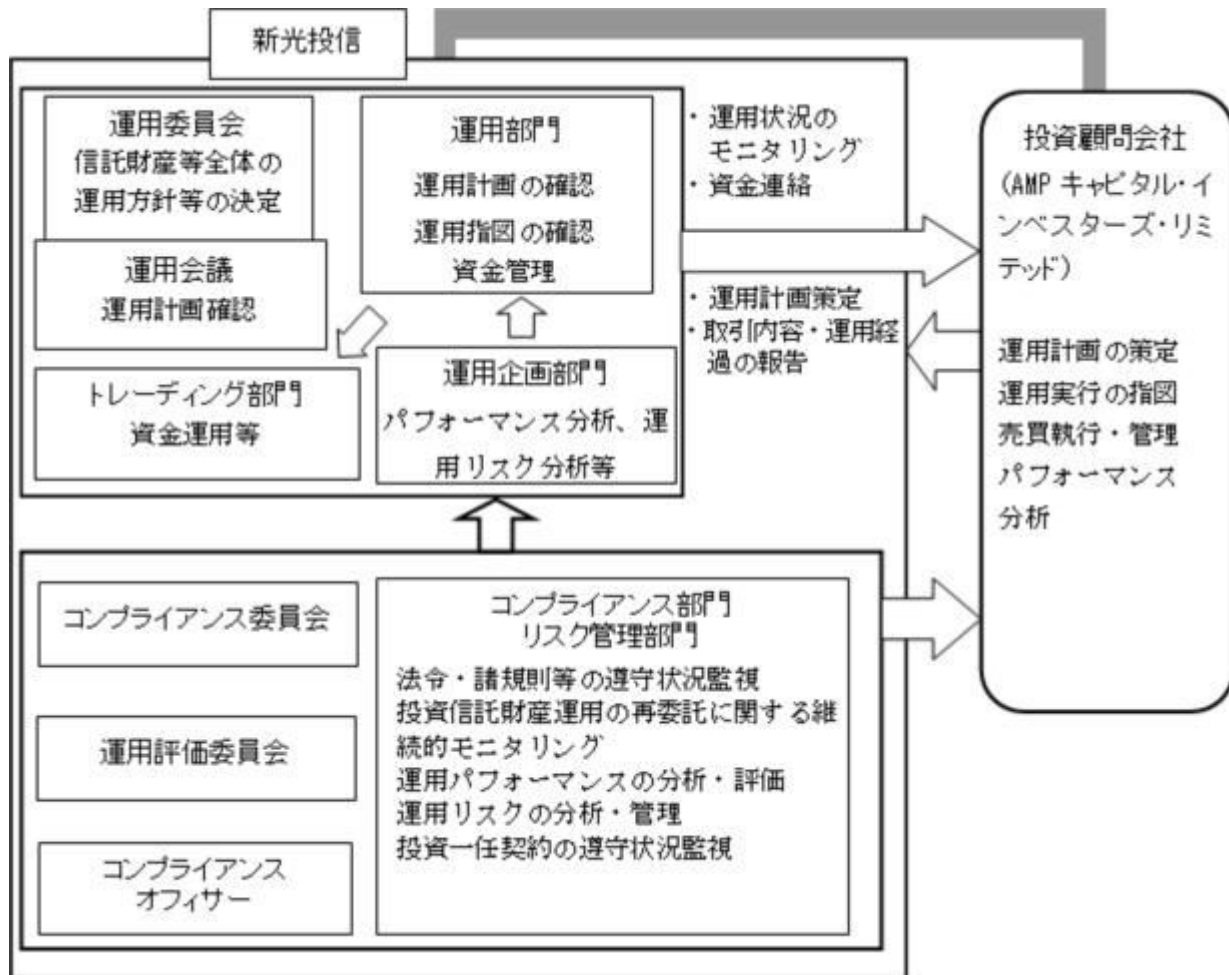 新光投信
運用委員会
信託財産等全体の
運用方針等の決定
運用会議
運用計画確認
トレーディング部門
資金運用等
運用部門
運用計画の確認
運用指図の確認
資金管理
運用企画部門
パフォーマンス分析、運
用リスク分析等
・運用状況の
モニタリング
・資金連絡
・運用計画策定
・取引内容・運用経
過の報告
投資顧問会社
（AMP キャピタル・イ
ンベスターズ・リミ
テッド）
運用計画の策定
運用実行の指図
売買執行・管理
パフォーマンス
分析
コンプライアンス委員会
運用評価委員会
コンプライアンス
オフィサー
コンプライアンス部門
リスク管理部門
法令・諸規則等の遵守状況監視
投資信託財産運用の再委託に関する継
続的モニタリング
運用パフォーマンスの分析・評価
運用リスクの分析・管理
投資一任契約の遵守状況監視